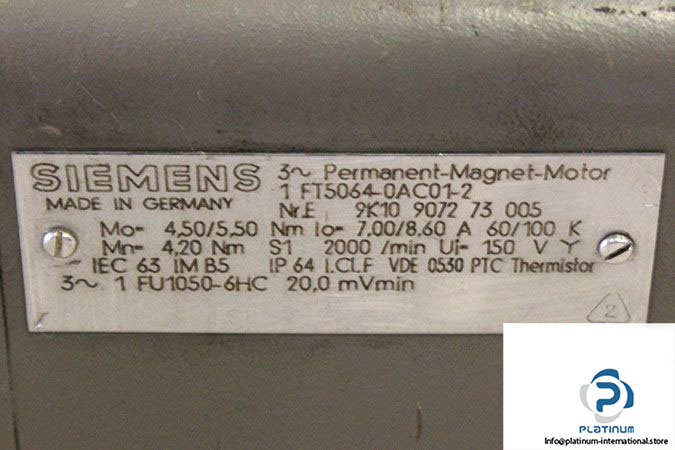 SIEMENS
MADE IN GERMANY
3~ Permanent-Magnet-Motor
1 FT5064-0AC01-2
Nr.E 9K10 9072 73 005
Mo= 4,50/5,50 Nm Io= 7,00/8,60 A 60/100 K
Mn= 4,20 Nm S1 2000 /min Ui= 150 V Y
IEC 63 IM B5 IP 64 I.CL.F VDE 0530 PTC Thermistor
3~ 1 FU1050-6HC 20,0 mVmin
2
PLATINUM
Info@platinum-international.store